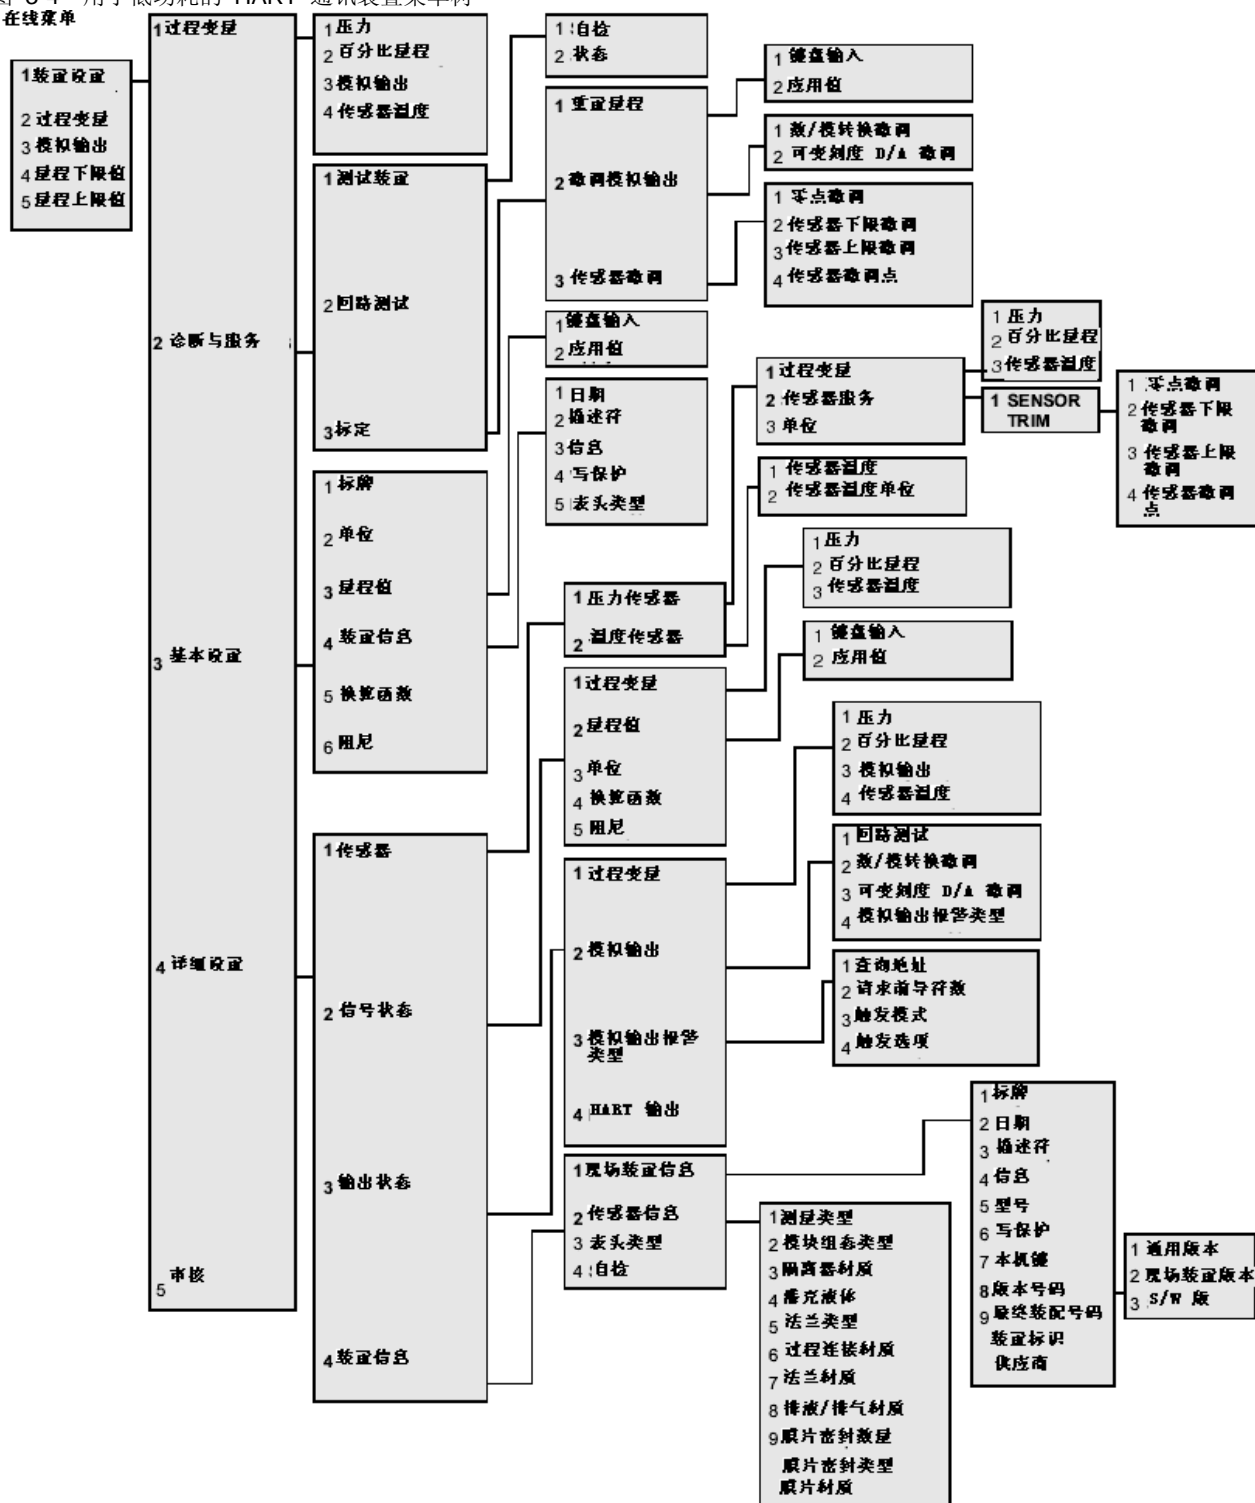 图 3-4 用于低功耗的 HART 通讯装置菜单树
在线菜单
1 装置设置
2 过程变量
3 模拟输出
4 量程下限值
5 量程上限值
1 过程变量
2 诊断与服务
3 基本设置
4 详细设置
5 审核
1 压力
2 百分比量程
3 模拟输出
4 传感器温度
1 测试装置
2 回路测试
3 标定
1 标牌
2 单位
3 量程值
4 装置信息
5 换算函数
6 阻尼
1 传感器
2 信号状态
3 输出状态
4 装置信息
1 自检
2 状态
1 重置量程
2 微调模拟输出
3 传感器微调
1 键盘输入
2 应用值
1 日期
2 描述符
3 信息
4 写保护
5 表头类型
1 压力传感器
2 温度传感器
1 过程变量
2 量程值
3 单位
4 换算函数
5 阻尼
1 过程变量
2 模拟输出
3 模拟输出报警
类型
4 HART 输出
1 现场装置信息
2 传感器信息
3 表头类型
4 自检
1 键盘输入
2 应用值
1 数/模转换微调
2 可变刻度 D/A 微调
1 零点微调
2 传感器下限微调
3 传感器上限微调
4 传感器微调点
1 过程变量
2 传感器服务
3 单位
1 传感器温度
2 传感器温度单位
1 压力
2 百分比量程
3 传感器温度
1 键盘输入
2 应用值
1 压力
2 百分比量程
3 模拟输出
4 传感器温度
1 回路测试
2 数/模转换微调
3 可变刻度 D/A 微调
4 模拟输出报警类型
1 查询地址
2 请求前导符数
3 触发模式
4 触发选项
1 测量类型
2 模块组态类型
3 隔离器材质
4 灌充液体
5 法兰类型
6 过程连接材质
7 法兰材质
8 排液/排气材质
9 膜片密封数量
膜片密封类型
膜片材质
1 压力
2 百分比量程
3 传感器温度
1 SENSOR
TRIM
1 零点微调
2 传感器下限
微调
3 传感器上限
微调
4 传感器微调
点
1 标牌
2 日期
3 描述符
4 信息
5 型号
6 写保护
7 本机键
8 版本号码
9 最终装配号码
装置标识
供应商
1 通用版本
2 现场装置版本
3 S/W 版